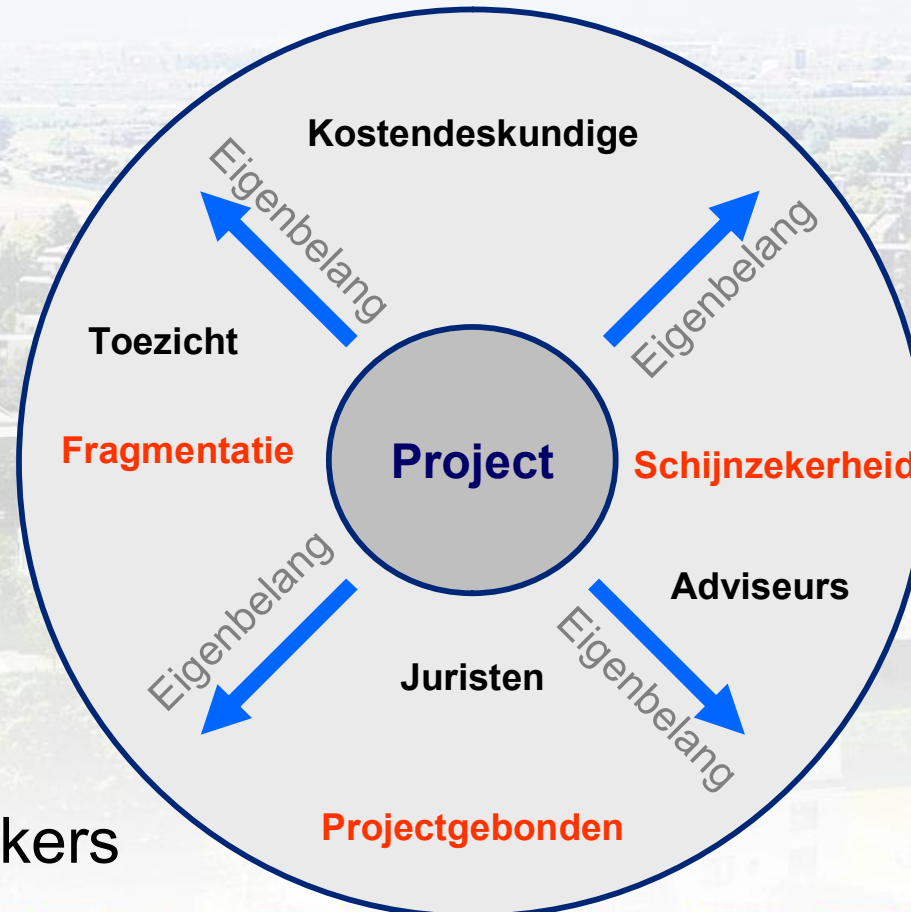 Kostendeskundige
Eigenbelang
Eigenbelang
Toezicht
Fragmentatie
Project
Schijnzekerheid
Adviseurs
Eigenbelang
Eigenbelang
Juristen
Projectgebonden
kers